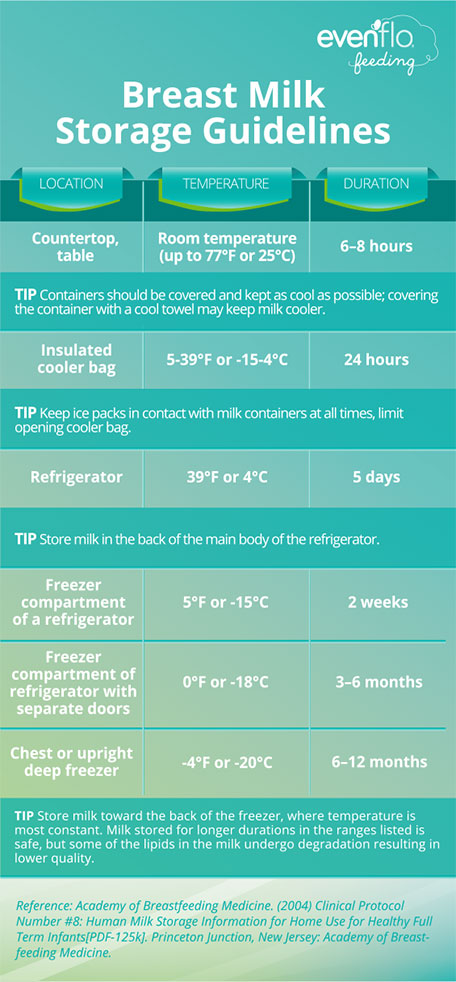 evenflo
feeding
Breast Milk
Storage Guidelines
LOCATION TEMPERATURE DURATION
Countertop,
table
Room temperature
(up to 77°F or 25°C)
6–8 hours
TIP Containers should be covered and kept as cool as possible; covering
the container with a cool towel may keep milk cooler.
Insulated
cooler bag
5-39°F or -15-4°C
24 hours
TIP Keep ice packs in contact with milk containers at all times, limit
opening cooler bag.
Refrigerator
39°F or 4°C
5 days
TIP Store milk in the back of the main body of the refrigerator.
Freezer
compartment
of a refrigerator
5°F or -15°C
2 weeks
Freezer
compartment of
refrigerator with
separate doors
0°F or -18°C
3–6 months
Chest or upright
deep freezer
-4°F or -20°C
6–12 months
TIP Store milk toward the back of the freezer, where temperature is
most constant. Milk stored for longer durations in the ranges listed is
safe, but some of the lipids in the milk undergo degradation resulting in
lower quality.
Reference: Academy of Breastfeeding Medicine. (2004) Clinical Protocol
Number #8: Human Milk Storage Information for Home Use for Healthy Full
Term Infants[PDF-125k]. Princeton Junction, New Jersey: Academy of Breast-
feeding Medicine.